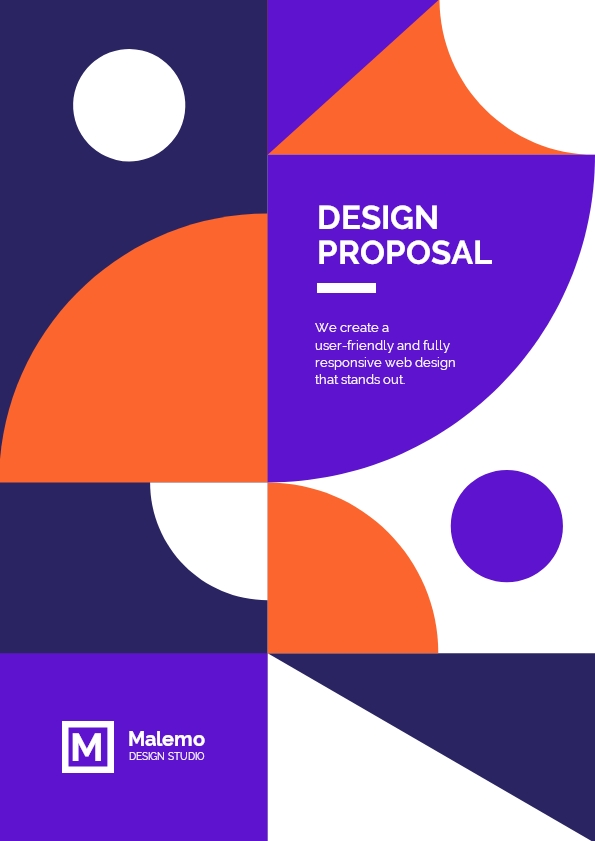 DESIGN
PROPOSAL
We create a
user-friendly and fully
responsive web design
that stands out.
M
Malemo
DESIGN STUDIO